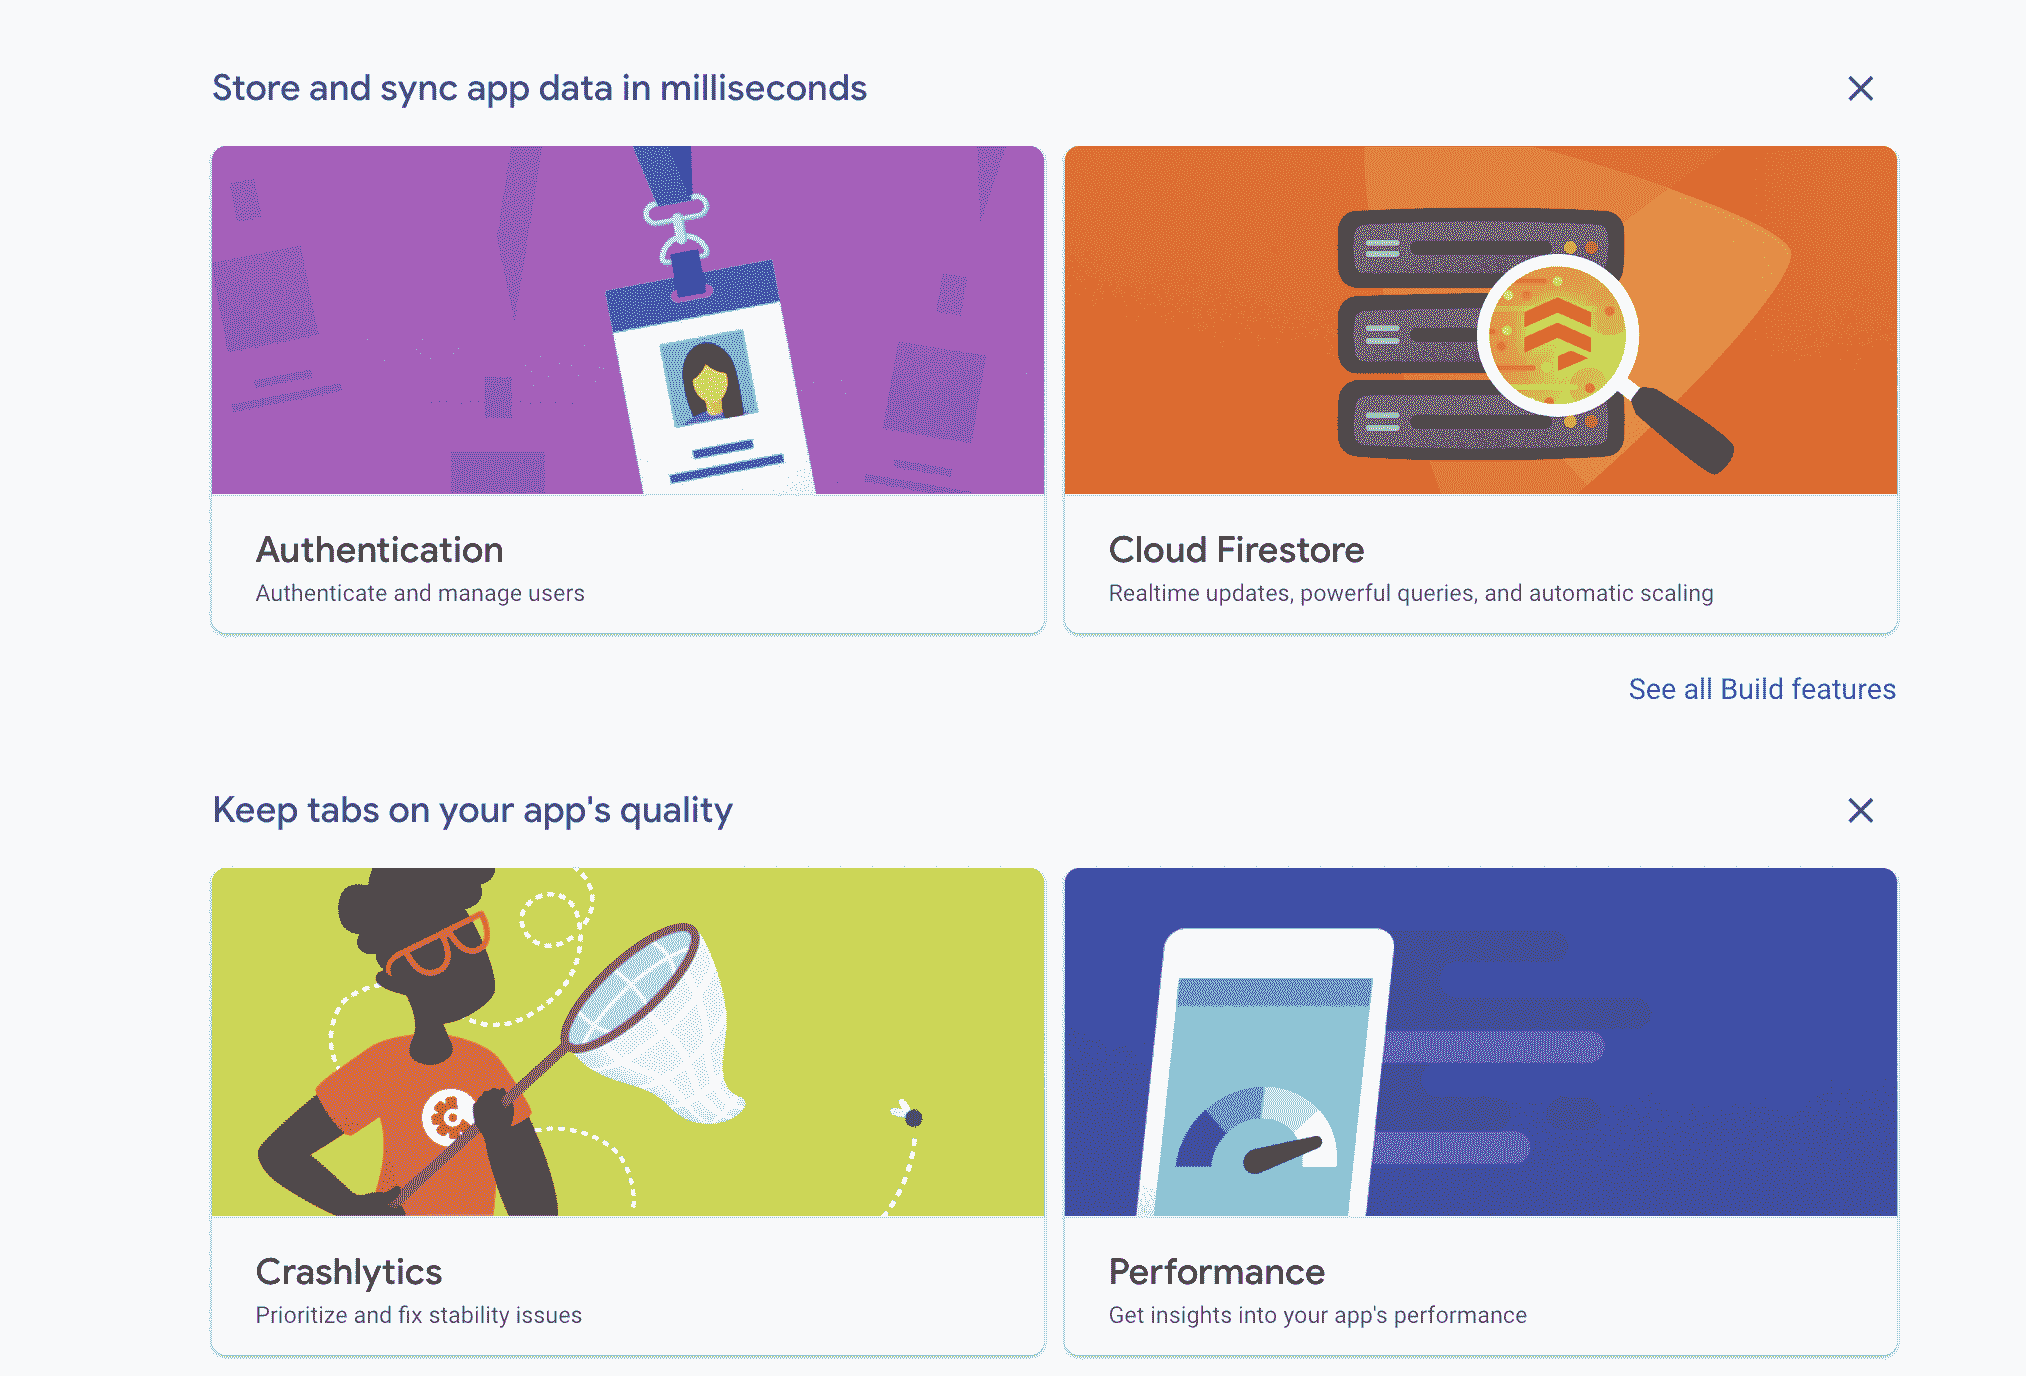 Store and sync app data in milliseconds
Authentication
Authenticate and manage users
Cloud Firestore
Realtime updates, powerful queries, and automatic scaling
See all Build features
Keep tabs on your app's quality
Crashlytics
Prioritize and fix stability issues
Performance
Get insights into your app's performance